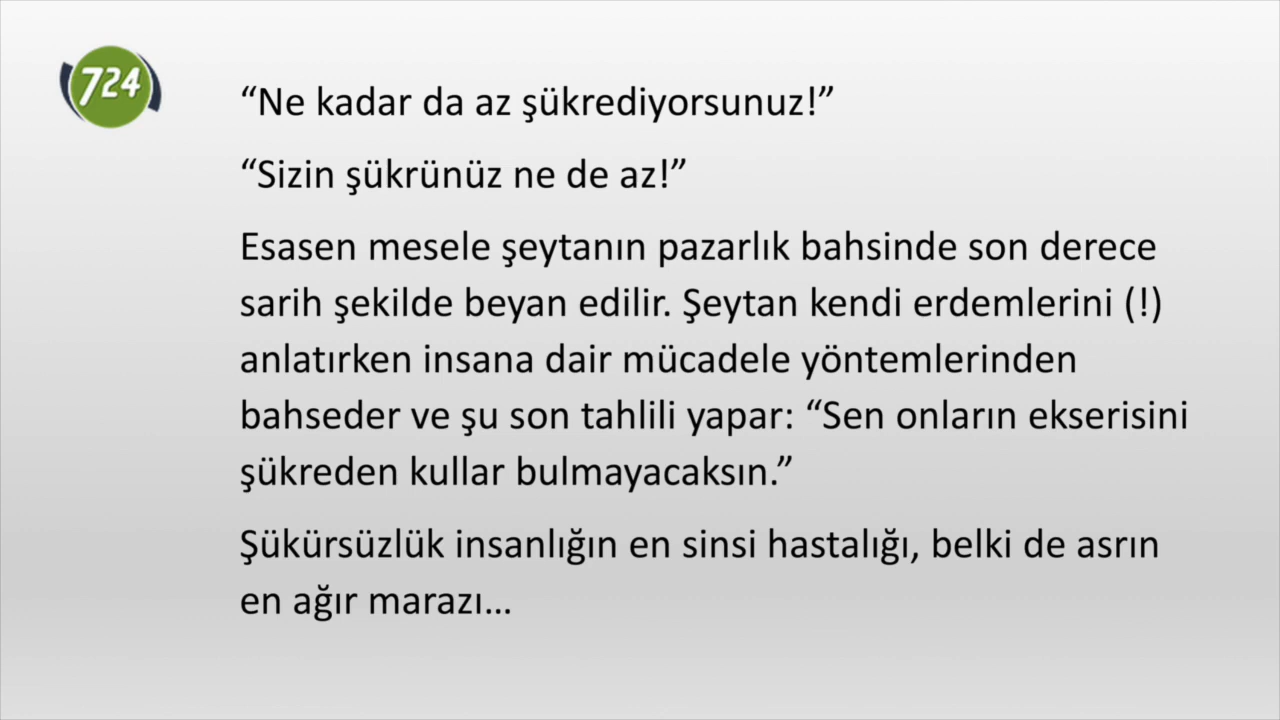 724
“Ne kadar da az şükrediyorsunuz!”
“Sizin şükrünüz ne de az!”
Esasen mesele şeytanın pazarlık bahsinde son derece
sarih şekilde beyan edilir. Şeytan kendi erdemlerini (!)
anlatırken insana dair mücadele yöntemlerinden
bahseder ve şu son tahlili yapar: “Sen onların ekserisini
şükreden kullar bulmayacaksın.”
Şükürsüzlük insanlığın en sinsi hastalığı, belki de asrın
en ağır marazı…